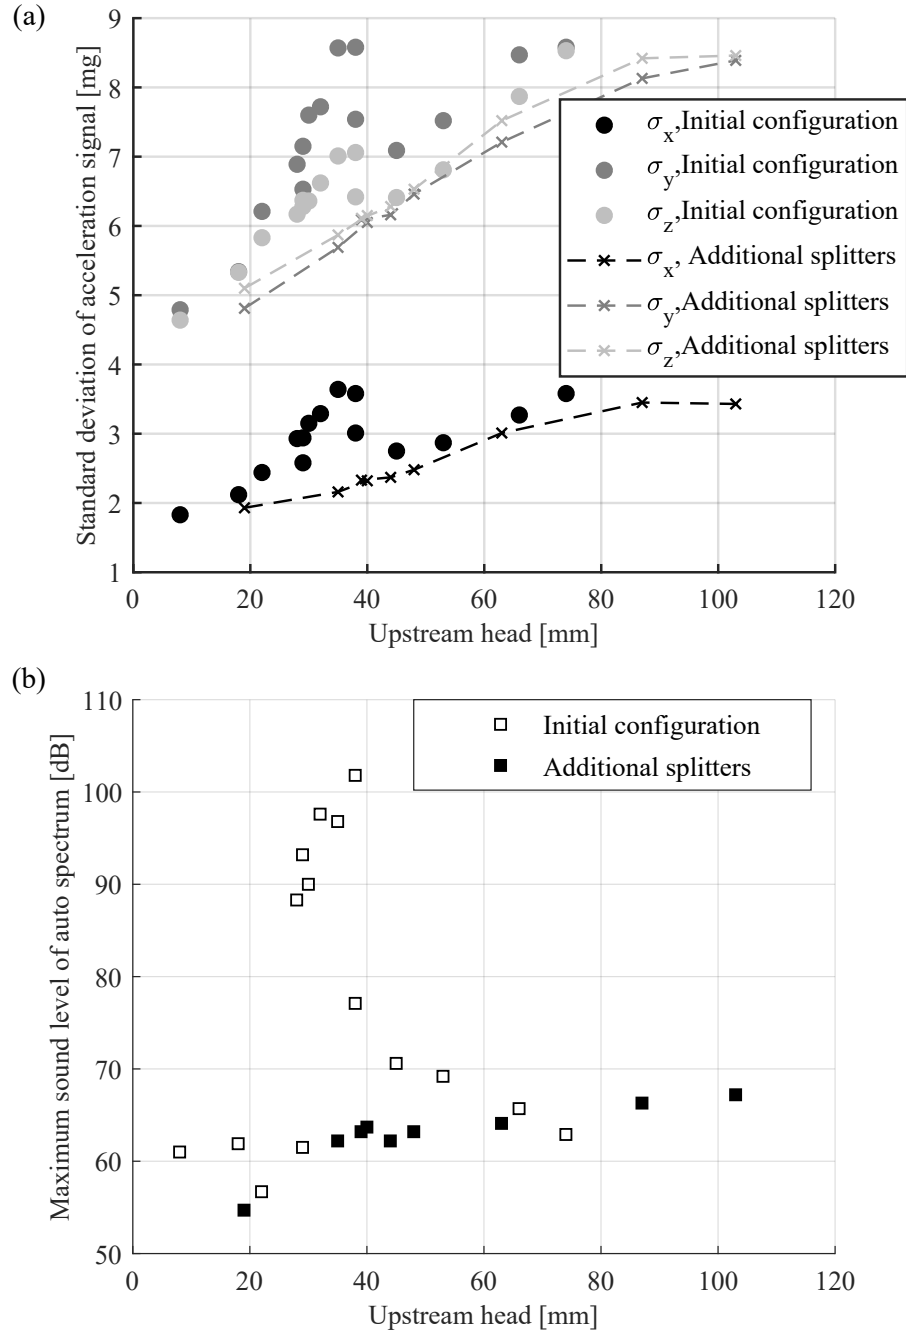 (a)
Standard deviation of acceleration signal [mg]
9
8
7
6
5
4
3
2
1
0
20
40
60
80
100
120
Upstream head [mm]
σx,Initial configuration
σy,Initial configuration
σz,Initial configuration
σx, Additional splitters
σy,Additional splitters
σz,Additional splitters
(b)
Maximum sound level of auto spectrum [dB]
110
100
90
80
70
60
50
0
20
40
60
80
100
120
Upstream head [mm]
Initial configuration
Additional splitters